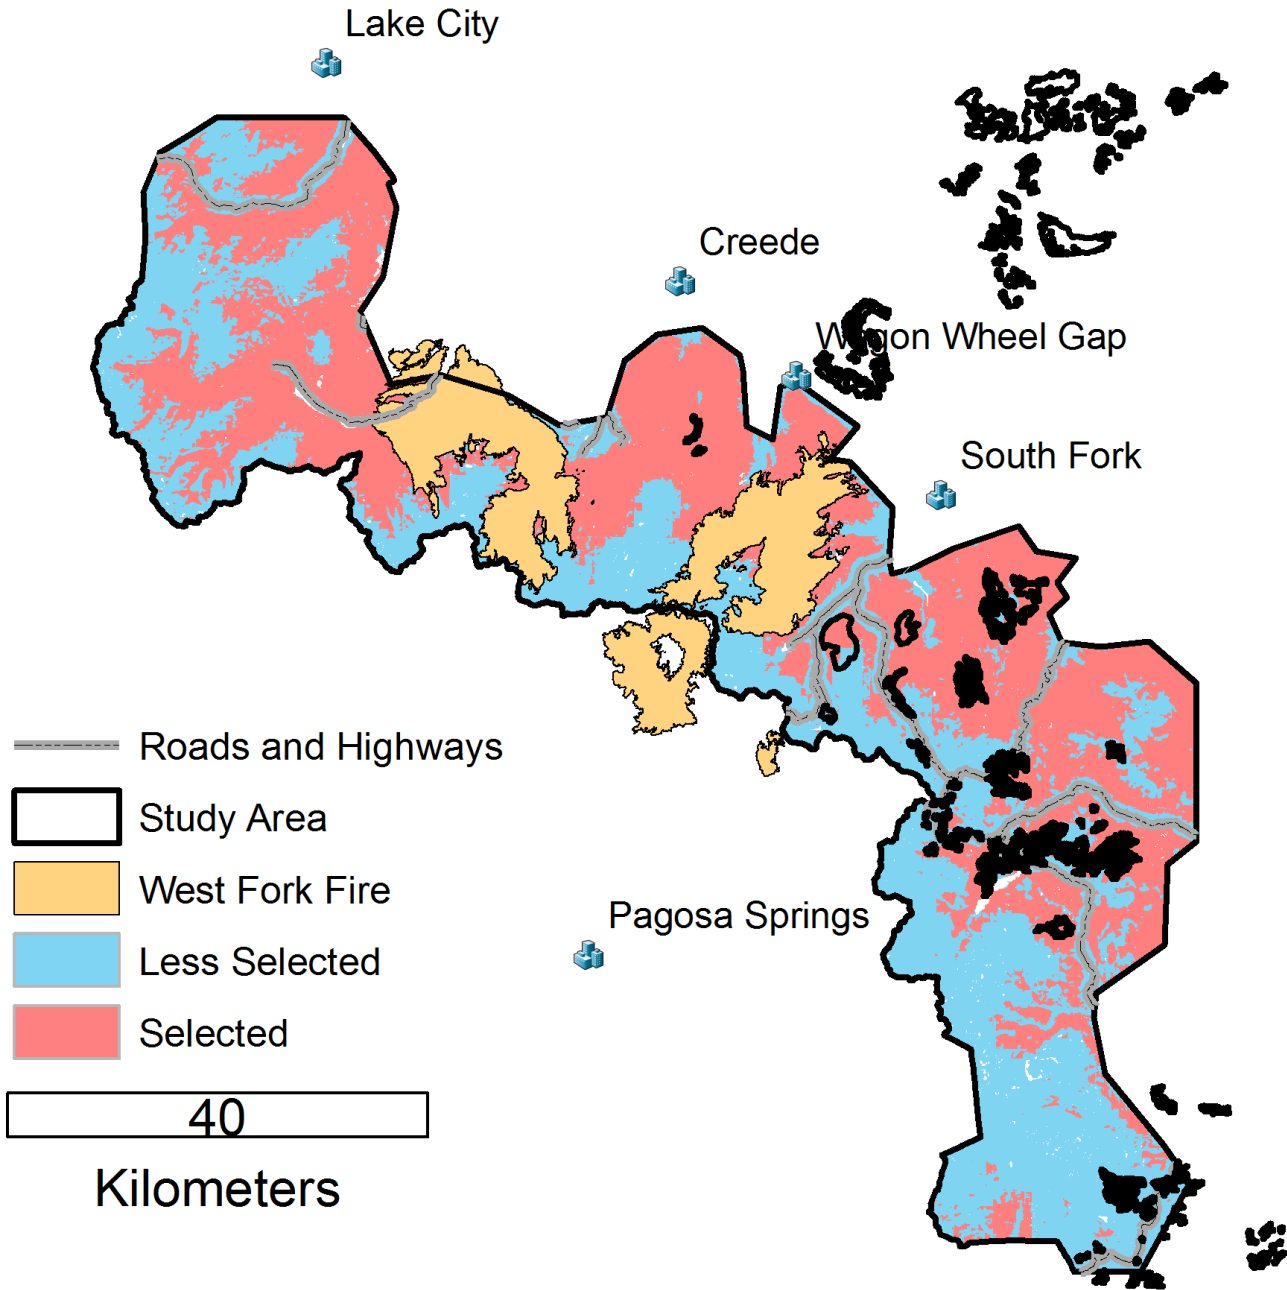 Lake City
Creede
Wagon Wheel Gap
South Fork
Roads and Highways
Study Area
West Fork Fire
Pagosa Springs
Less Selected
Selected
40
Kilometers